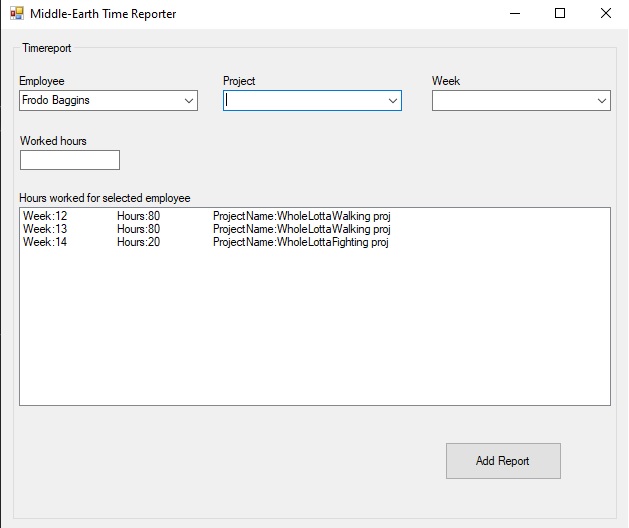 Middle-Earth Time Reporter
Timereport
Employee Project Week
Frodo Baggins
Worked hours
Hours worked for selected employee
Week:12 Hours:80 ProjectName:WholeLottaWalking proj
Week:13 Hours:80 ProjectName:WholeLottaWalking proj
Week:14 Hours:20 ProjectName:WholeLottaFighting proj
Add Report